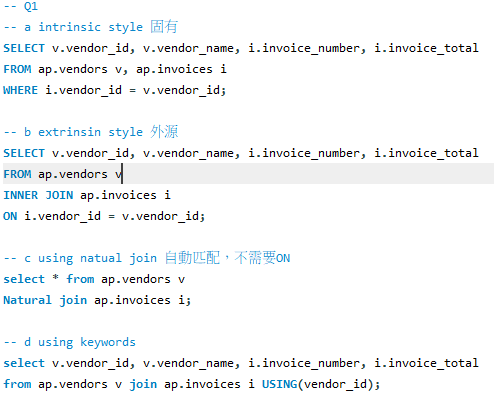 -- Q1
-- a intrinsic style 固有
SELECT v.vendor_id, v.vendor_name, i.invoice_number, i.invoice_total
FROM ap.vendors v, ap.invoices i
WHERE i.vendor_id = v.vendor_id;
-- b extrinsin style 外源
SELECT v.vendor_id, v.vendor_name, i.invoice_number, i.invoice_total
FROM ap.vendors v
INNER JOIN ap.invoices i
ON i.vendor_id = v.vendor_id;
-- c using natual join 自動匹配，不需要ON
select * from ap.vendors v
Natural join ap.invoices i;
-- d using keywords
select v.vendor_id, v.vendor_name, i.invoice_number, i.invoice_total
from ap.vendors v join ap.invoices i USING(vendor_id);